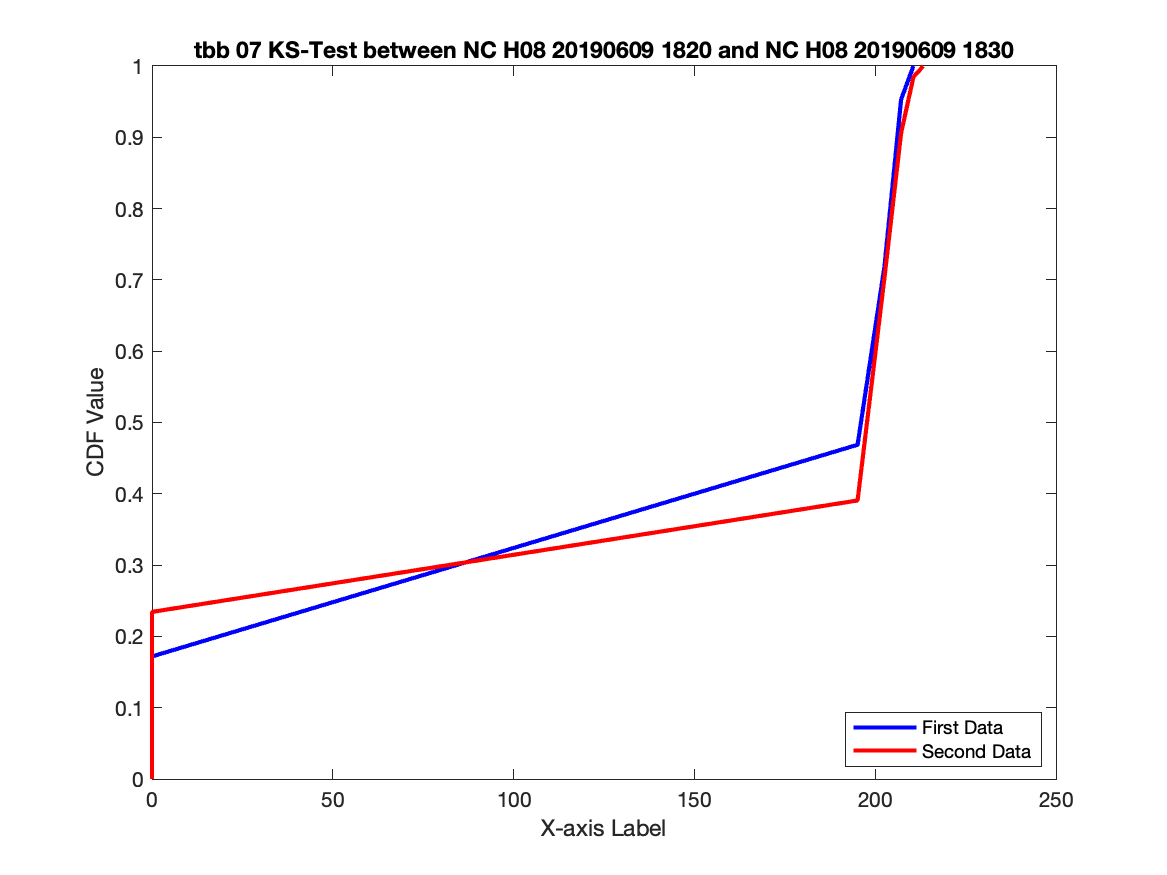 tbb 07 KS-Test between NC H08 20190609 1820 and NC H08 20190609 1830
1
0.9
0.8
0.7
0.6
0.5
0.4
0.3
0.2
0.1
0
CDF Value
0 50 100 150 200 250
X-axis Label
First Data
Second Data